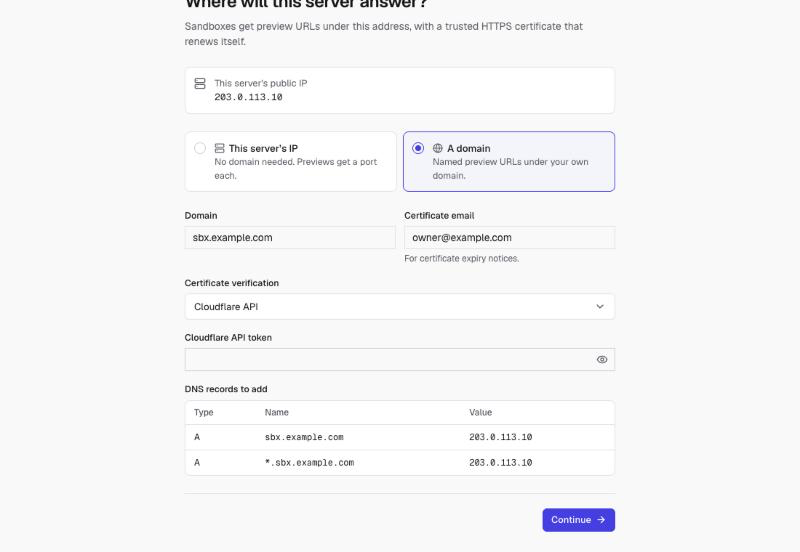 Where will this server answer?
Sandboxes get preview URLs under this address, with a trusted HTTPS certificate that
renews itself.
This server's public IP
203.0.113.10
This server's IP
No domain needed. Previews get a port
each.
A domain
Named preview URLs under your own
domain.
Domain
sbx.example.com
Certificate email
owner@example.com
For certificate expiry notices.
Certificate verification
Cloudflare API
Cloudflare API token
DNS records to add
Type Name Value
A sbx.example.com 203.0.113.10
A *.sbx.example.com 203.0.113.10
Continue →